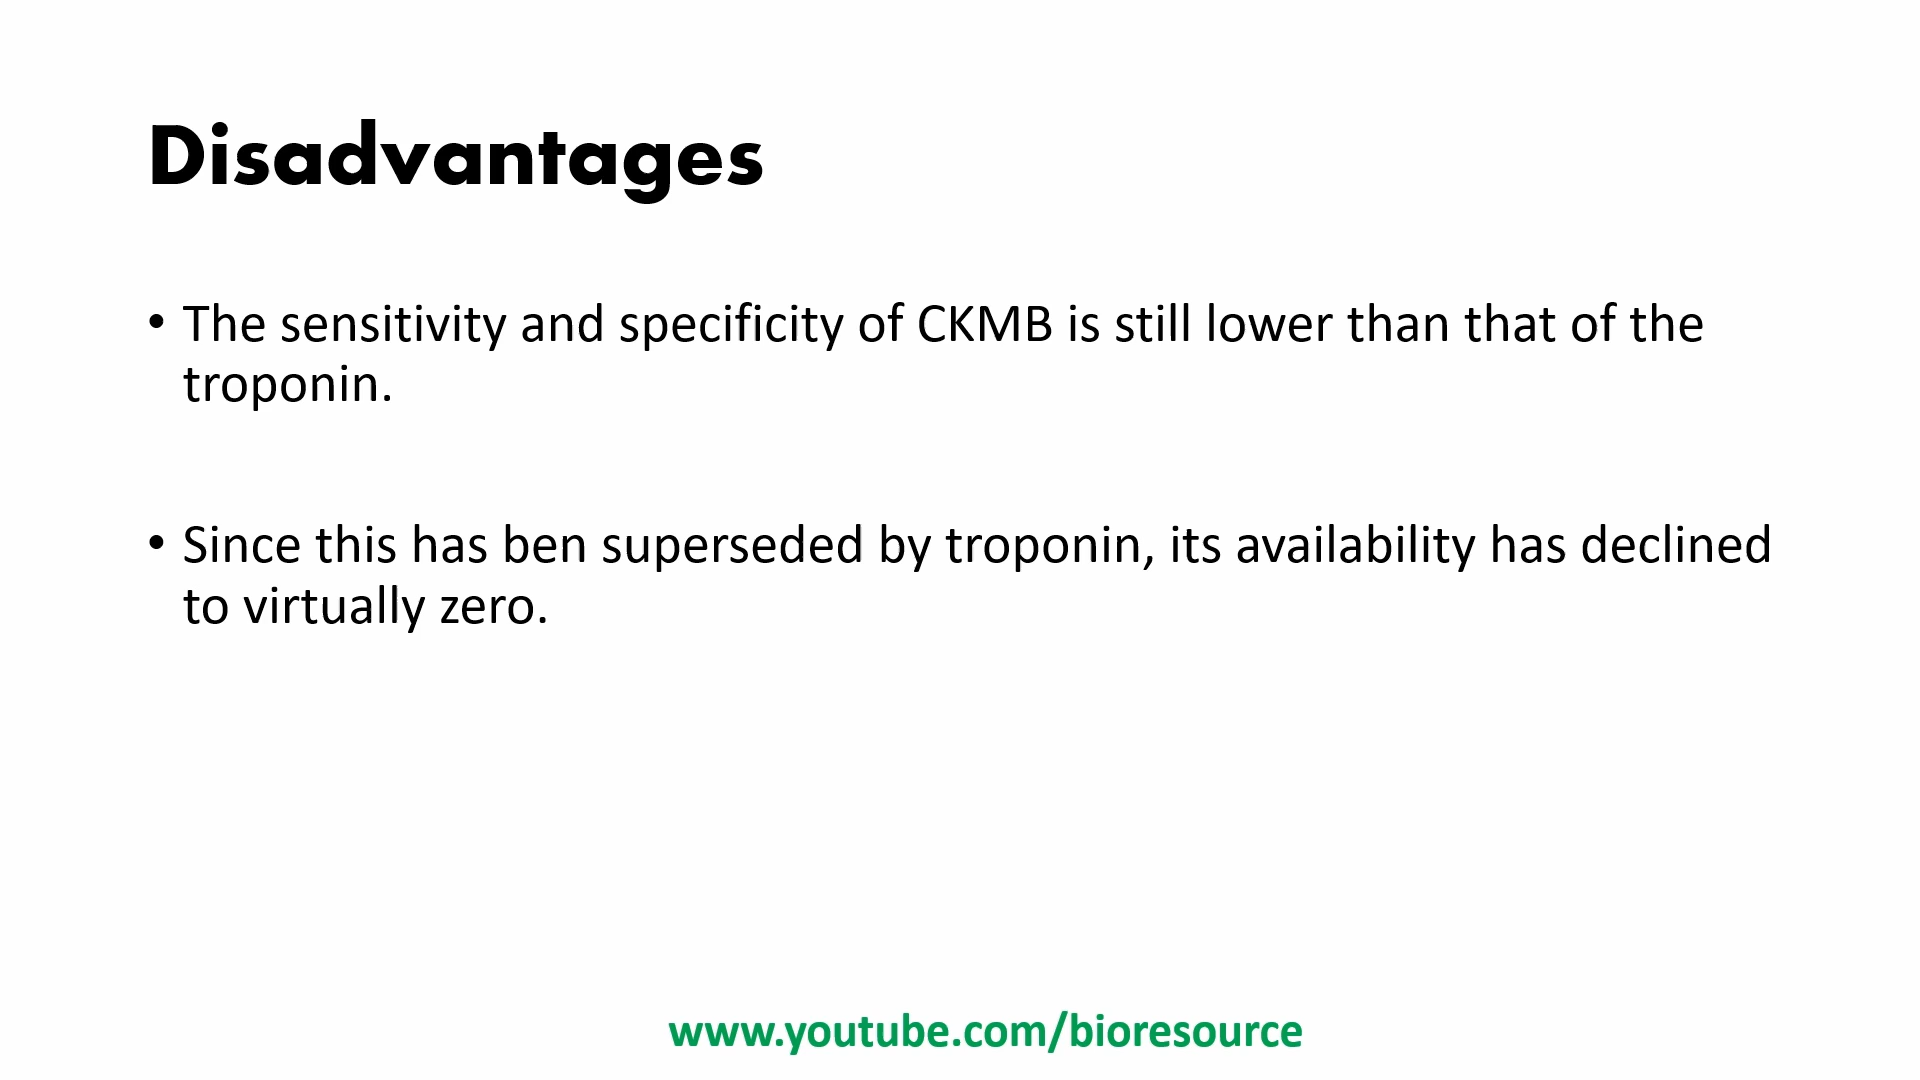 Disadvantages
• The sensitivity and specificity of CKMB is still lower than that of the
troponin.
• Since this has ben superseded by troponin, its availability has declined
to virtually zero.
www.youtube.com/bioresource